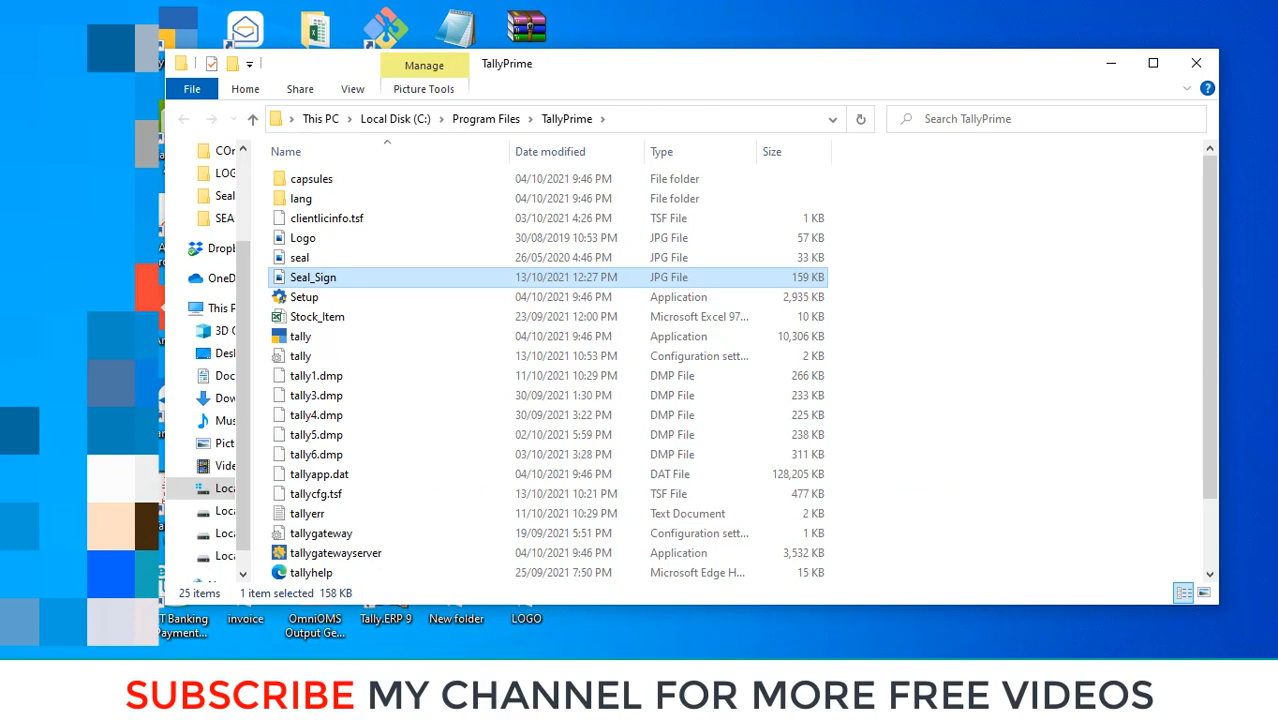 Manage
TallyPrime
File
Home
Share
View
Picture Tools
This PC
Local Disk (C:)
Program Files
TallyPrime
Search TallyPrime
Name
Date modified
Type
Size
COr
LOG
Seal
SEA
Dropb
OneD
This P
3D C
Desl
Doc
Dow
Mus
Pict
Vide
Loca
Loca
Loca
Loca
capsules 04/10/2021 9:46 PM File folder
lang 04/10/2021 9:46 PM File folder
clientlicinfo.tsf 03/10/2021 4:26 PM TSF File 1 KB
Logo 30/08/2019 10:53 PM JPG File 57 KB
seal 26/05/2020 4:46 PM JPG File 33 KB
Seal_Sign 13/10/2021 12:27 PM JPG File 159 KB
Setup 04/10/2021 9:46 PM Application 2,935 KB
Stock_Item 23/09/2021 12:00 PM Microsoft Excel 97... 10 KB
tally 04/10/2021 9:46 PM Application 10,306 KB
tally 13/10/2021 10:53 PM Configuration sett... 2 KB
tally1.dmp 11/10/2021 10:29 PM DMP File 266 KB
tally3.dmp 30/09/2021 1:30 PM DMP File 233 KB
tally4.dmp 30/09/2021 3:22 PM DMP File 225 KB
tally5.dmp 02/10/2021 5:59 PM DMP File 238 KB
tally6.dmp 03/10/2021 3:28 PM DMP File 311 KB
tallyapp.dat 04/10/2021 9:46 PM DAT File 128,205 KB
tallycfg.tsf 13/10/2021 10:21 PM TSF File 477 KB
tallyerr 11/10/2021 10:29 PM Text Document 2 KB
tallygateway 19/09/2021 5:51 PM Configuration sett... 1 KB
tallygatewayserver 04/10/2021 9:46 PM Application 3,532 KB
tallyhelp 25/09/2021 7:50 PM Microsoft Edge H... 15 KB
25 items 1 item selected 158 KB
T Banking
Payment...
invoice
OmniOMS
Output Ge...
Tally.ERP 9
New folder
LOGO
SUBSCRIBE MY CHANNEL FOR MORE FREE VIDEOS